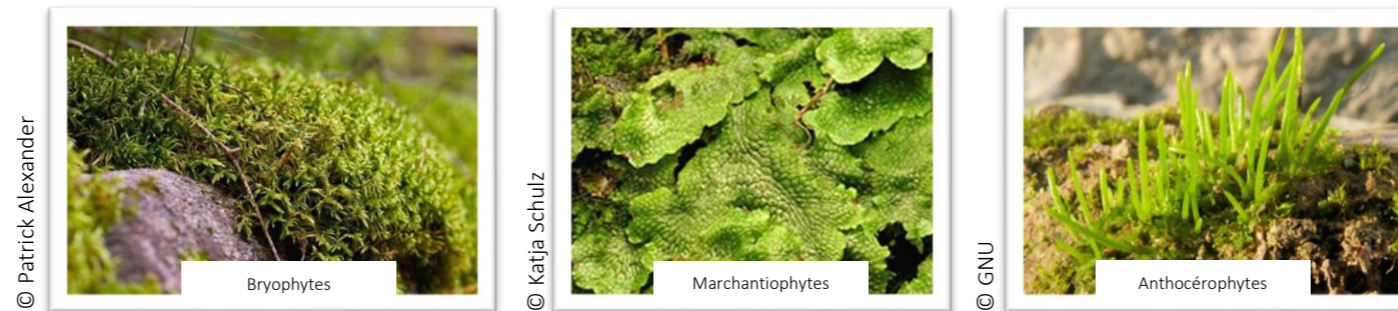 © Patrick Alexander
Bryophytes
© Katja Schulz
Marchantiophytes
© GNU
Anthocérophytes